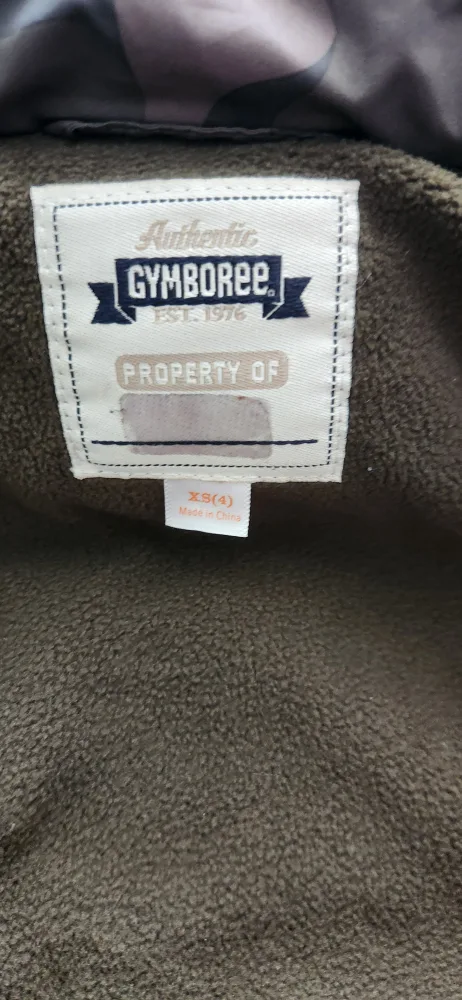 Authentic
GYMBOREE
EST. 1976
PROPERTY OF
XS(4)
Made in China